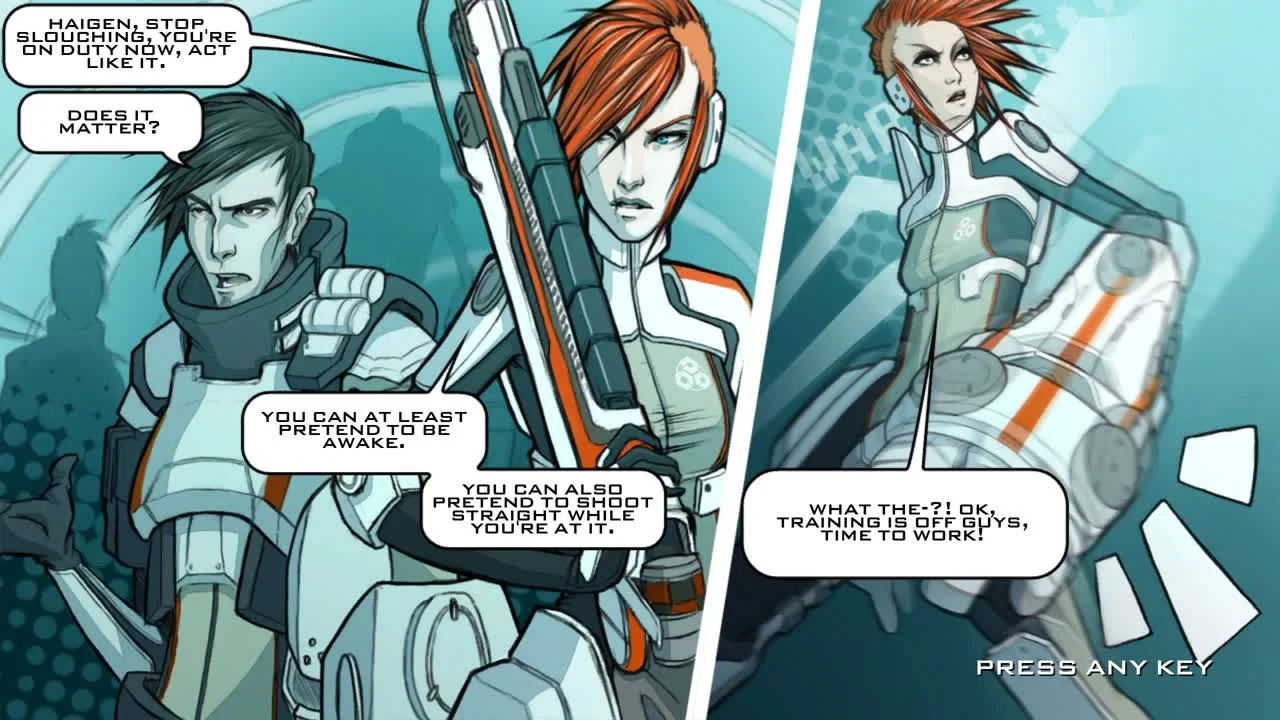 HAIGEN, STOP
SLOUCHING, YOU'RE
ON DUTY NOW, ACT
LIKE IT.
DOES IT
MATTER?
YOU CAN AT LEAST
PRETEND TO BE
AWAKE.
YOU CAN ALSO
PRETEND TO SHOOT
STRAIGHT WHILE
YOU'RE AT IT.
WHAT THE-?! OK,
TRAINING IS OFF GUYS,
TIME TO WORK!
PRESS ANY KEY